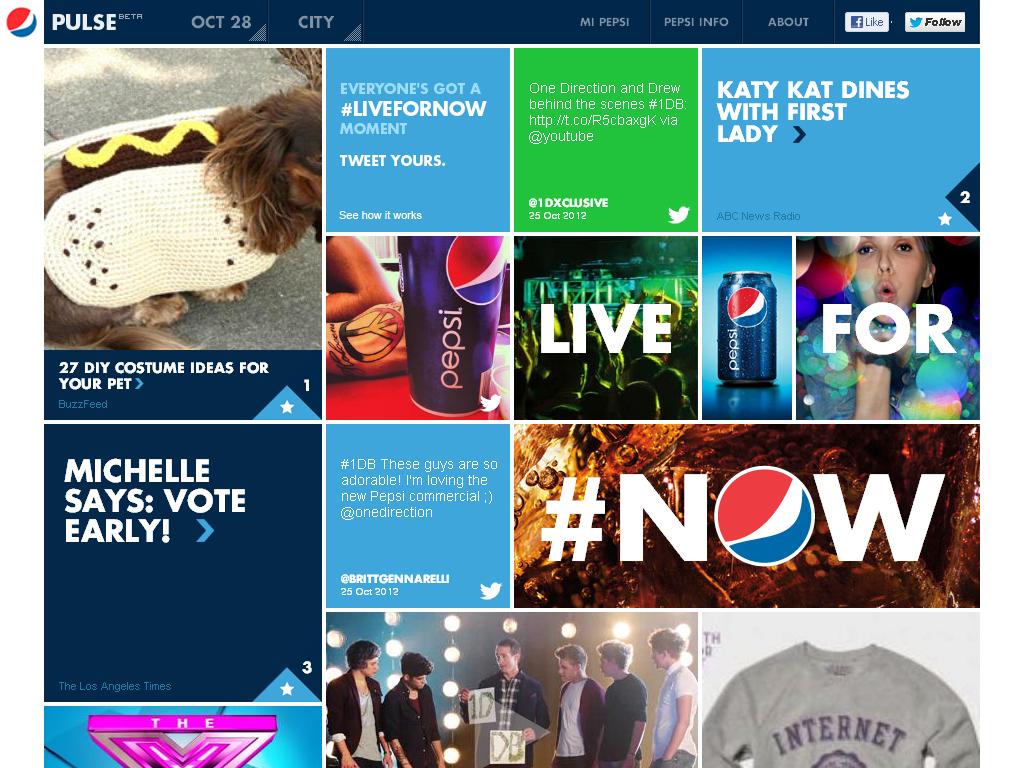 PULSE BETA
OCT 28
CITY
MI PEPSI
PEPSI INFO
ABOUT
Like
Follow
EVERYONE'S GOT A
#LIVEFORNOW
MOMENT
TWEET YOURS.
See how it works
One Direction and Drew
behind the scenes #1DB:
http://t.co/R5cbaxgK via
@youtube
@1DXCLUSIVE
25 Oct 2012
KATY KAT DINES
WITH FIRST
LADY
ABC News Radio
2
27 DIY COSTUME IDEAS FOR
YOUR PET
BuzzFeed
1
pepsi
LIVE
pepsi
FOR
MICHELLE
SAYS: VOTE
EARLY!
The Los Angeles Times
3
#1DB These guys are so
adorable! I'm loving the
new Pepsi commercial ;)
@onedirection
@BRITTGENNARELLI
25 Oct 2012
#NOW
THE
1D
DB
INTERNET